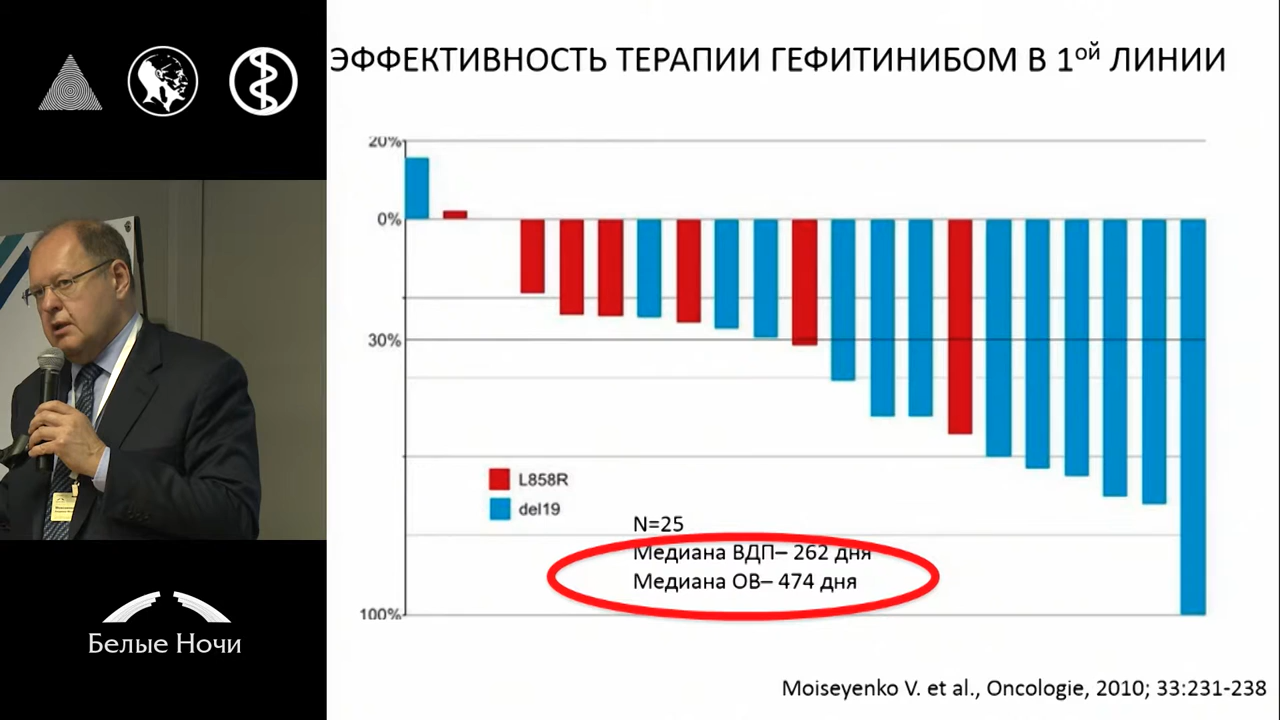 ЭФФЕКТИВНОСТЬ ТЕРАПИИ ГЕФИТИНИБОМ В 1ой ЛИНИИ
20%
0%
30%
100%
L858R
del19
N=25
Медиана ВДП– 262 дня
Медиана ОВ– 474 дня
Moiseyenko V. et al., Oncologie, 2010; 33:231-238
Белые Ночи